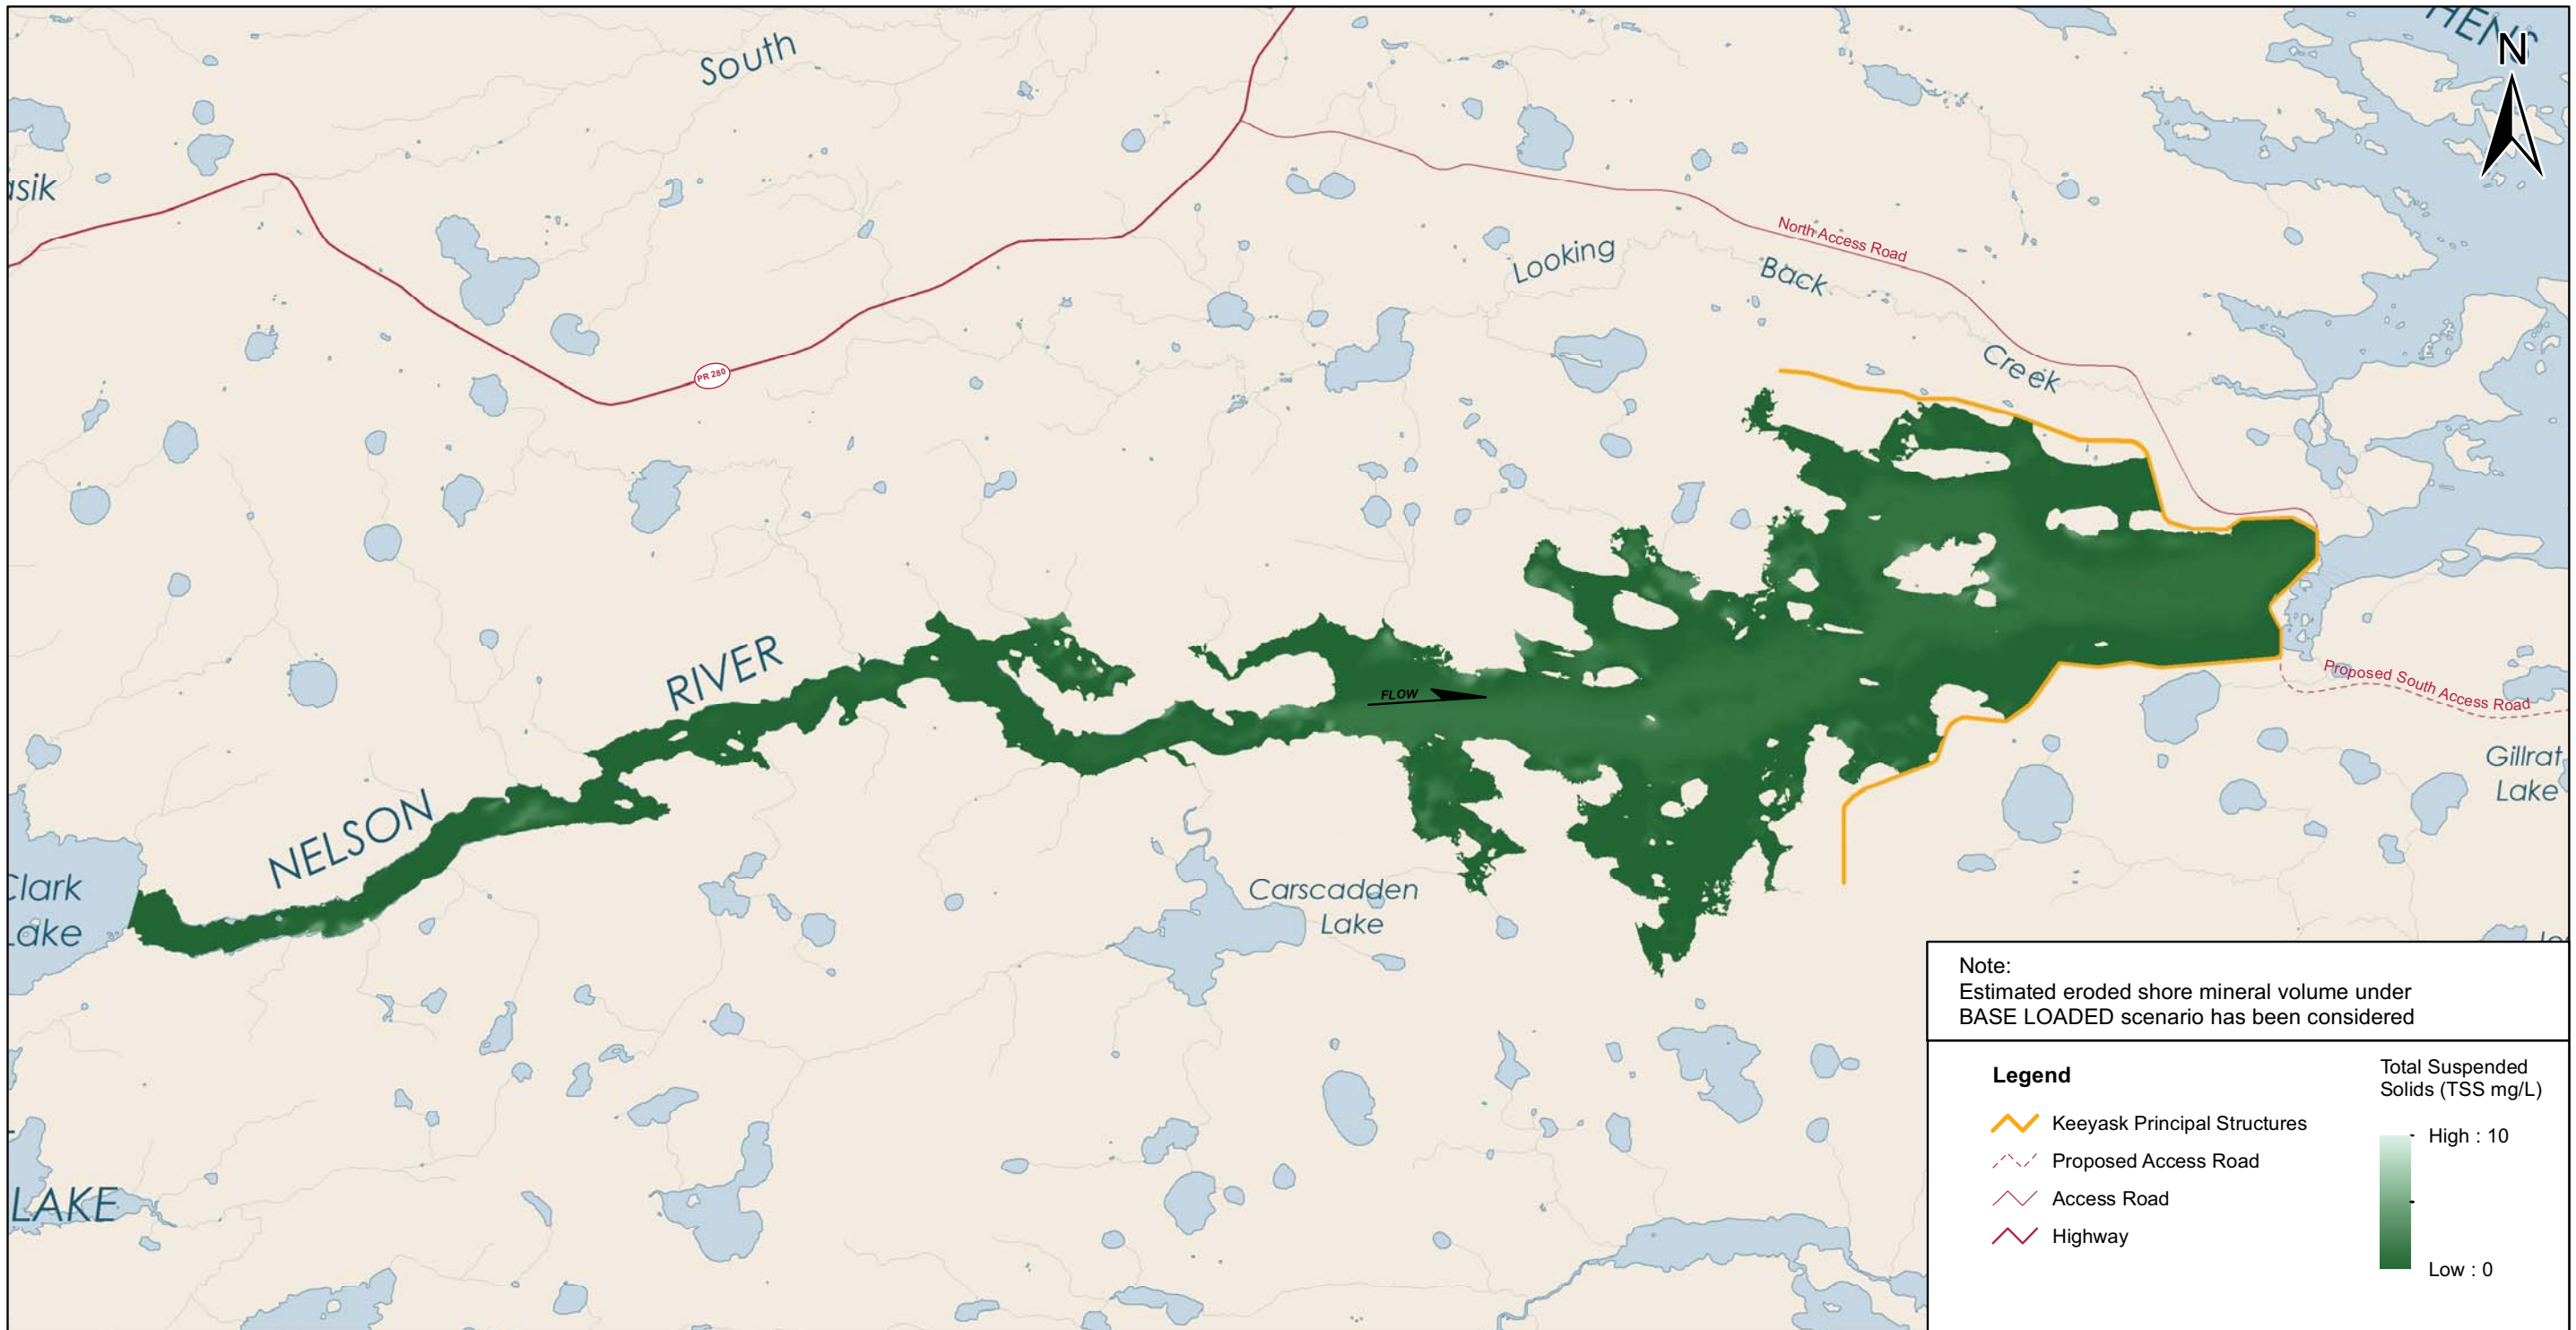 South
N
North Access Road
Looking
Back
Creek
PR 280
RIVER
FLOW
Proposed South Access Road
Gillrat
Lake
NELSON
Clark
Lake
Carscadden
Lake
LAKE
Note:
Estimated eroded shore mineral volume under
BASE LOADED scenario has been considered
Legend
Keeyask Principal Structures
Proposed Access Road
Access Road
Highway
Total Suspended
Solids (TSS mg/L)
High : 10
Low : 0